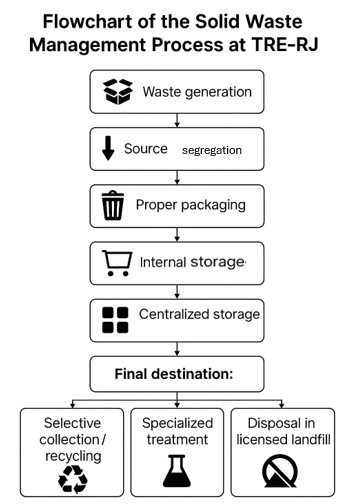 Flowchart of the Solid Waste
Management Process at TRE-RJ
Waste generation
Source segregation
Proper packaging
Internal storage
Centralized storage
Final destination:
Selective
collection/
recycling
Specialized
treatment
Disposal in
licensed landfill